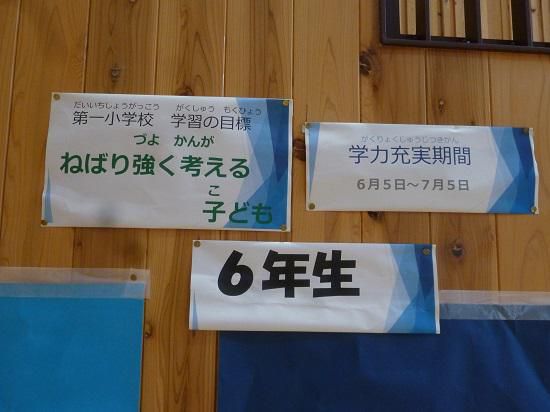 だいいちしょうがっこう がくしゅう もくひょう
第一小学校 学習の目標
づよ かんが
ねばり強く考える
こ
子ども
がくりょくじゅうじつきかん
学力充実期間
6月5日～7月5日
6年生